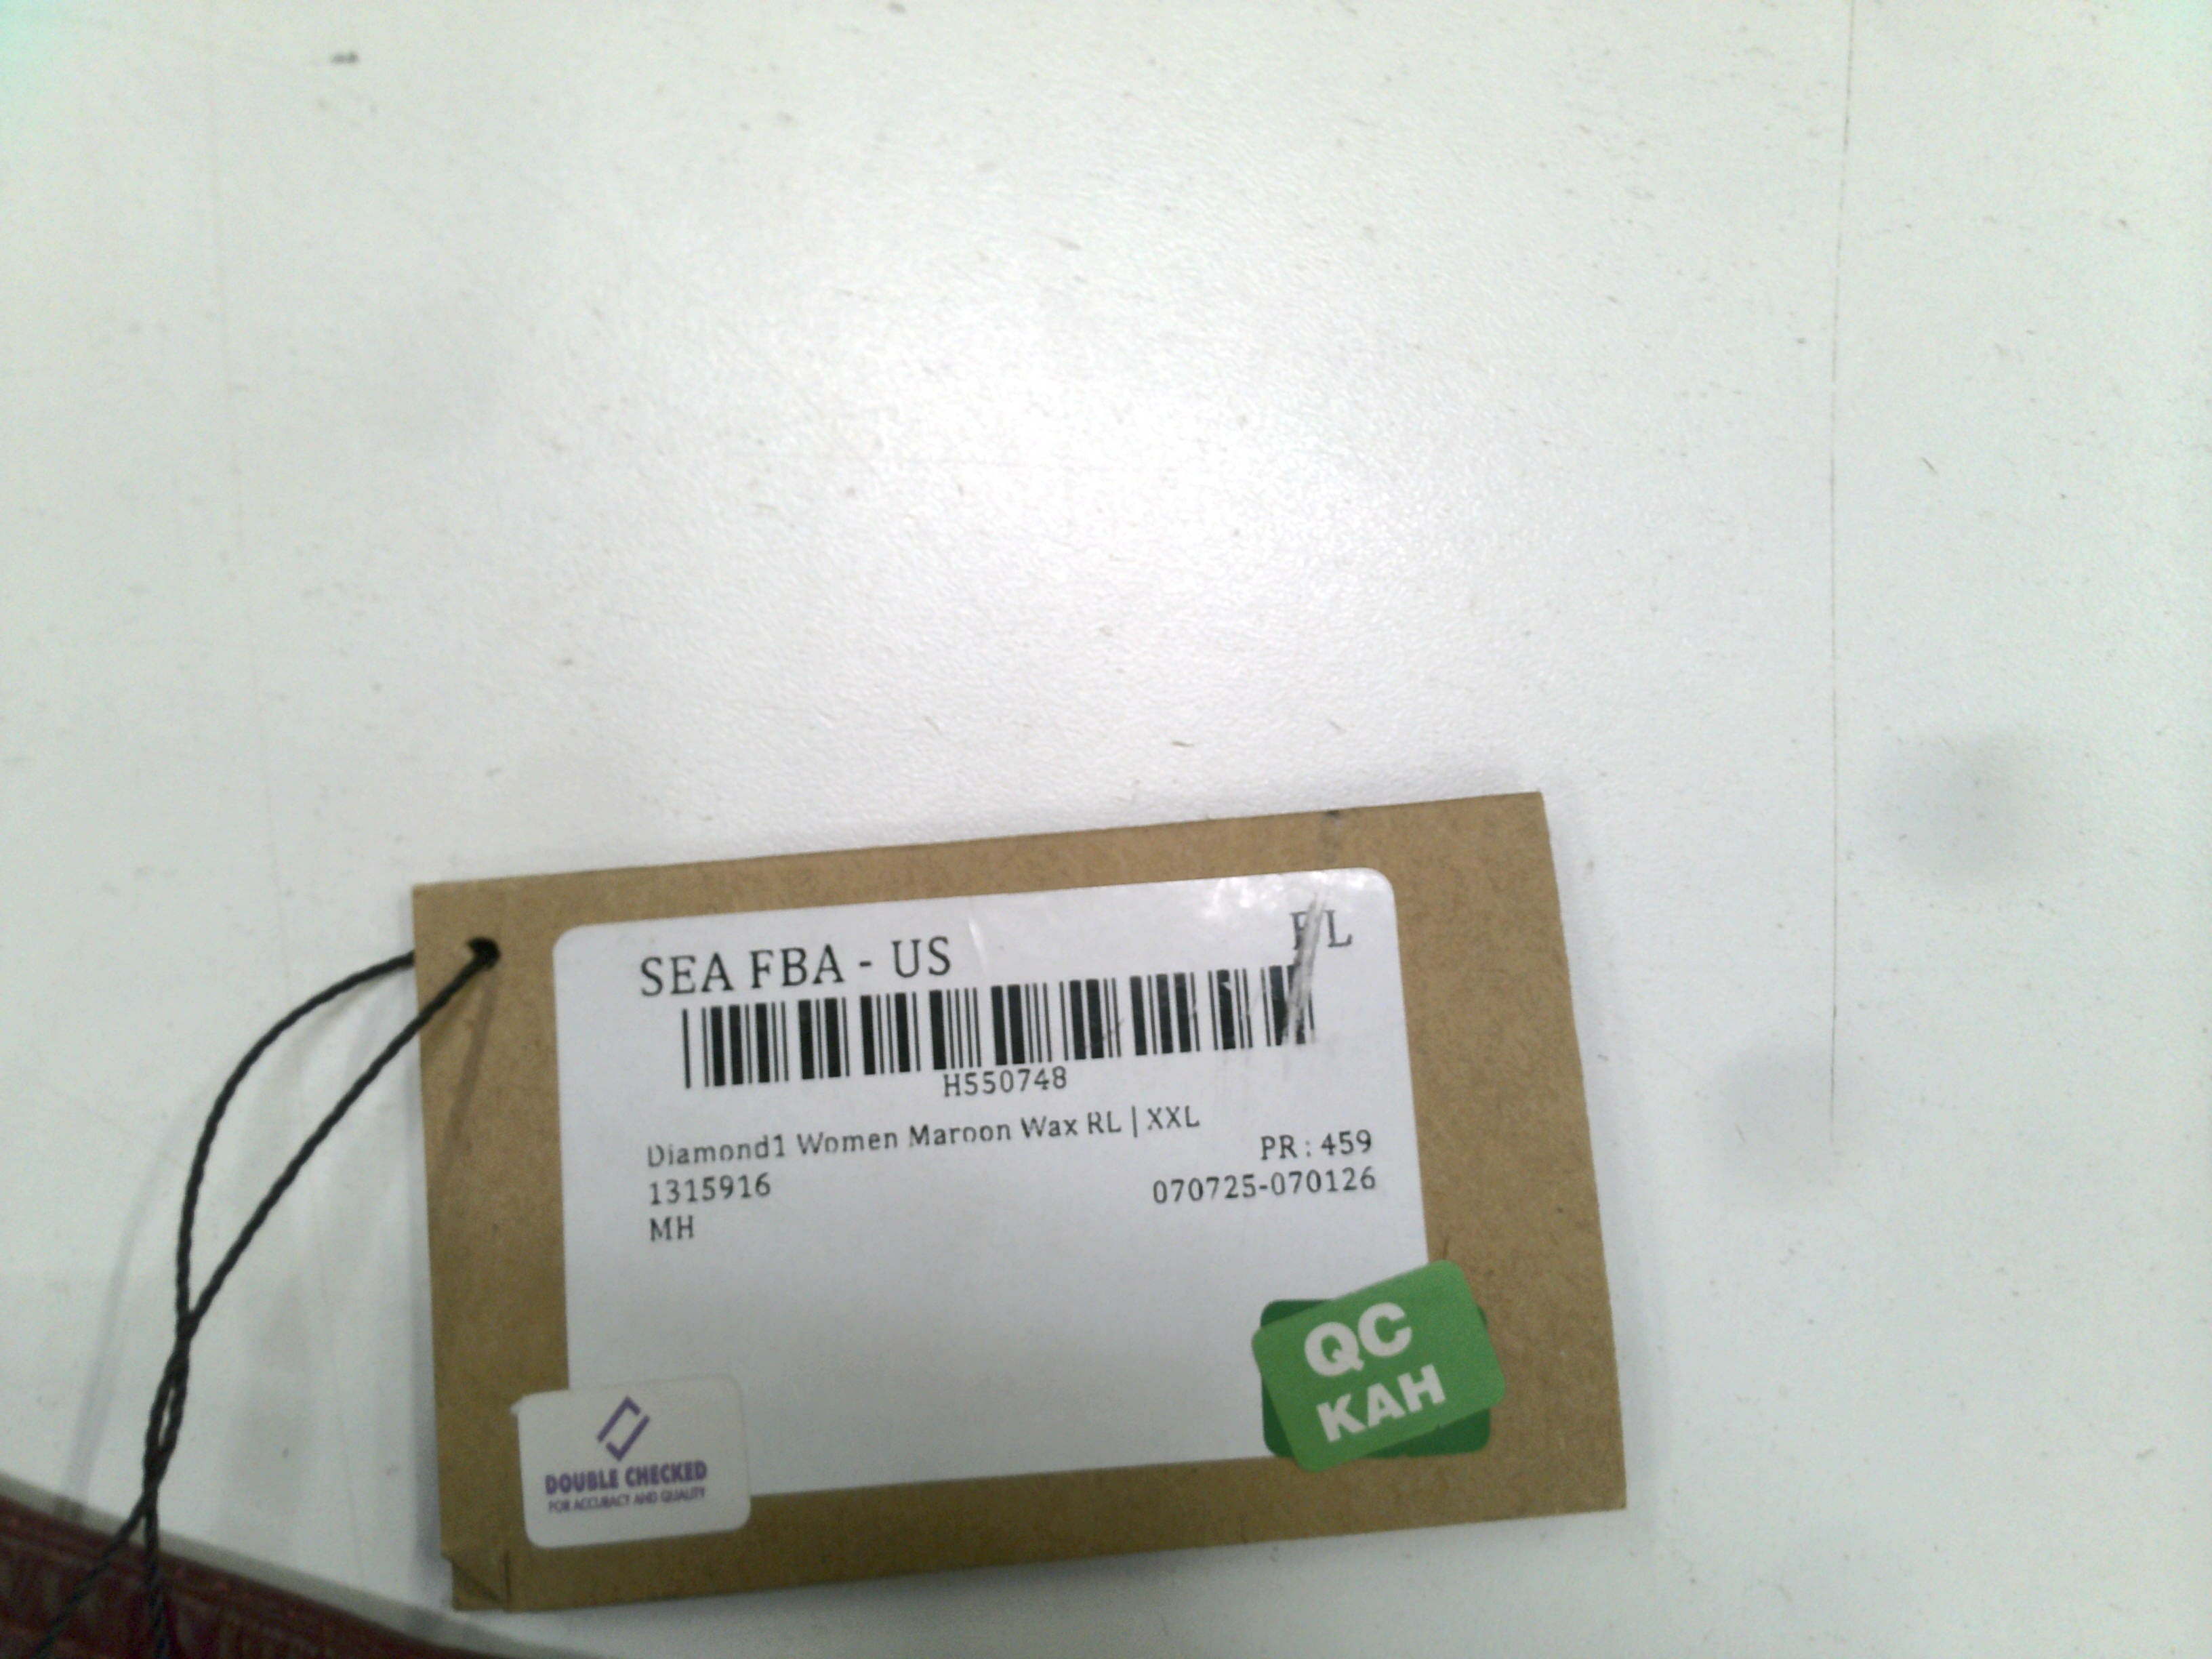 SEA FBA - US
H550748
Diamond1 Women Maroon Wax RL | XXL
PR : 459
1315916
070725-070126
MH
QC
KAH
DOUBLE CHECKED
FOR ACCURACY AND QUALITY